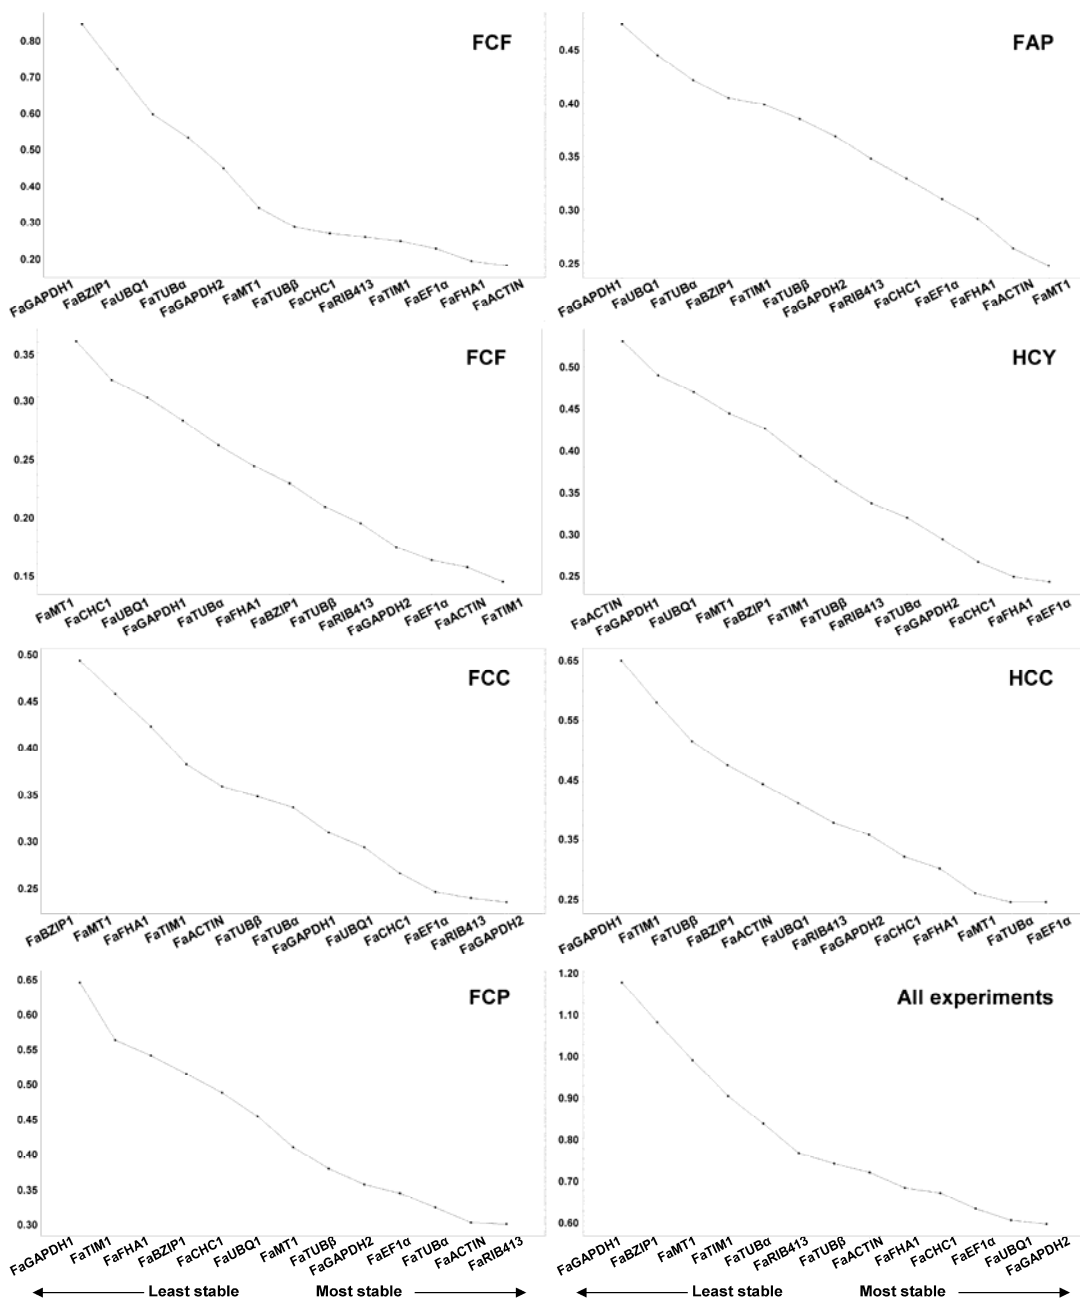 FCF
0.80
0.70
0.60
0.50
0.40
0.30
0.20
FaGAPDH1 FaBZIP1 FaUBQ1 FaTUBα FaGAPDH2 FaMT1 FaTUBβ FaCHC1 FaRIB413 FaTIM1 FaEF1α FaFHA1 FaACTIN
FAP
0.45
0.40
0.35
0.30
0.25
FaGAPDH1 FaUBQ1 FaTUBα FaBZIP1 FaTIM1 FaTUBβ FaGAPDH2 FaRIB413 FaCHC1 FaEF1α FaFHA1 FaACTIN FaMT1
FCF
0.35
0.30
0.25
0.20
0.15
FaMT1 FaCHC1 FaUBQ1 FaGAPDH1 FaTUBα FaFHA1 FaBZIP1 FaTUBβ FaRIB413 FaGAPDH2 FaEF1α FaACTIN FaTIM1
HCY
0.50
0.45
0.40
0.35
0.30
0.25
FaACTIN FaGAPDH1 FaUBQ1 FaMT1 FaBZIP1 FaTIM1 FaTUBβ FaRIB413 FaTUBα FaGAPDH2 FaCHC1 FaFHA1 FaEF1α
FCC
0.50
0.45
0.40
0.35
0.30
0.25
FaBZIP1 FaMT1 FaFHA1 FaTIM1 FaACTIN FaTUBβ FaTUBα FaGAPDH1 FaUBQ1 FaCHC1 FaEF1α FaRIB413 FaGAPDH2
HCC
0.65
0.55
0.45
0.35
0.25
FaGAPDH1 FaTIM1 FaTUBβ FaBZIP1 FaACTIN FaUBQ1 FaRIB413 FaGAPDH2 FaCHC1 FaFHA1 FaMT1 FaTUBα FaEF1α
FCP
0.65
0.60
0.55
0.50
0.45
0.40
0.35
0.30
FaGAPDH1 FaTIM1 FaFHA1 FaBZIP1 FaCHC1 FaUBQ1 FaMT1 FaTUBβ FaGAPDH2 FaEF1α FaTUBα FaACTIN FaRIB413
Least stable Most stable
All experiments
1.20
1.10
1.00
0.90
0.80
0.70
0.60
FaGAPDH1 FaBZIP1 FaMT1 FaTIM1 FaTUBα FaRIB413 FaTUBβ FaACTIN FaFHA1 FaCHC1 FaEF1α FaUBQ1 FaGAPDH2
Least stable Most stable